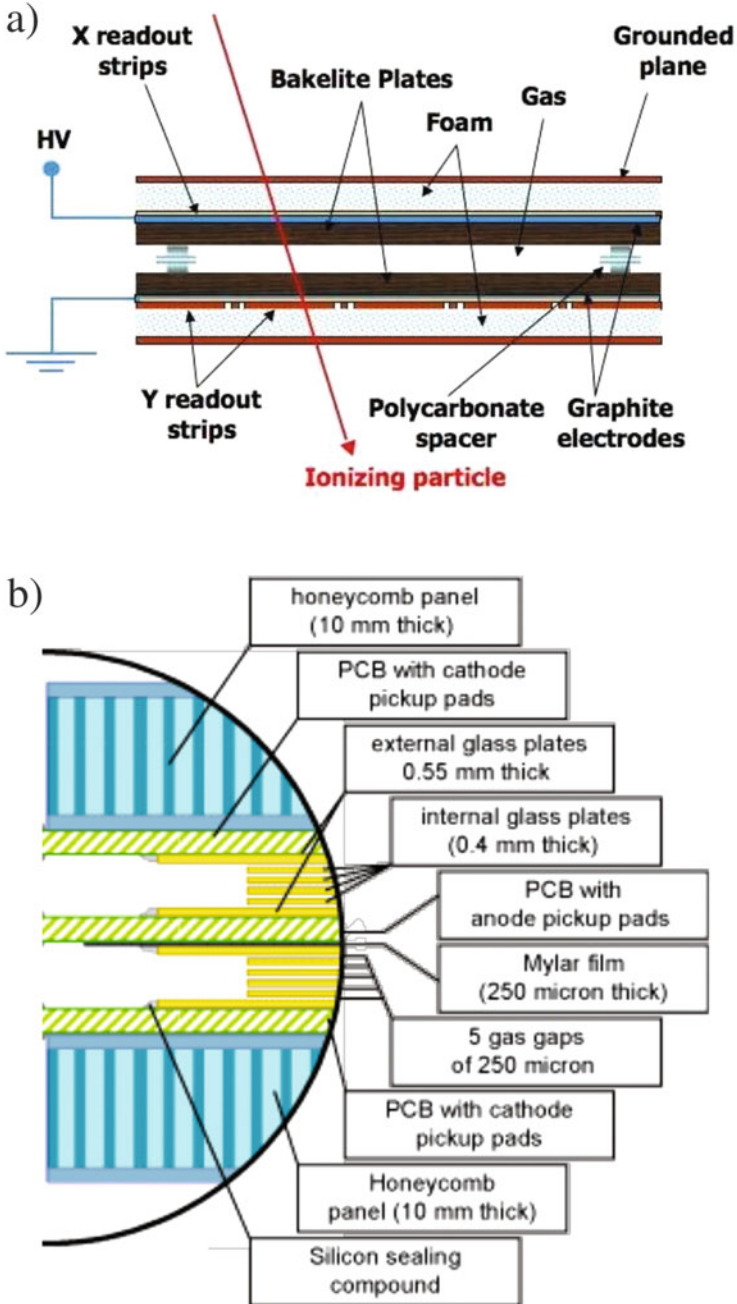 a)
X readout
strips
Grounded
plane
Bakelite Plates
Gas
Foam
HV
Y readout
strips
Polycarbonate
spacer
Graphite
electrodes
Ionizing particle
b)
honeycomb panel
(10 mm thick)
PCB with cathode
pickup pads
external glass plates
0.55 mm thick
internal glass plates
(0.4 mm thick)
PCB with
anode pickup pads
Mylar film
(250 micron thick)
5 gas gaps
of 250 micron
PCB with cathode
pickup pads
Honeycomb
panel (10 mm thick)
Silicon sealing
compound